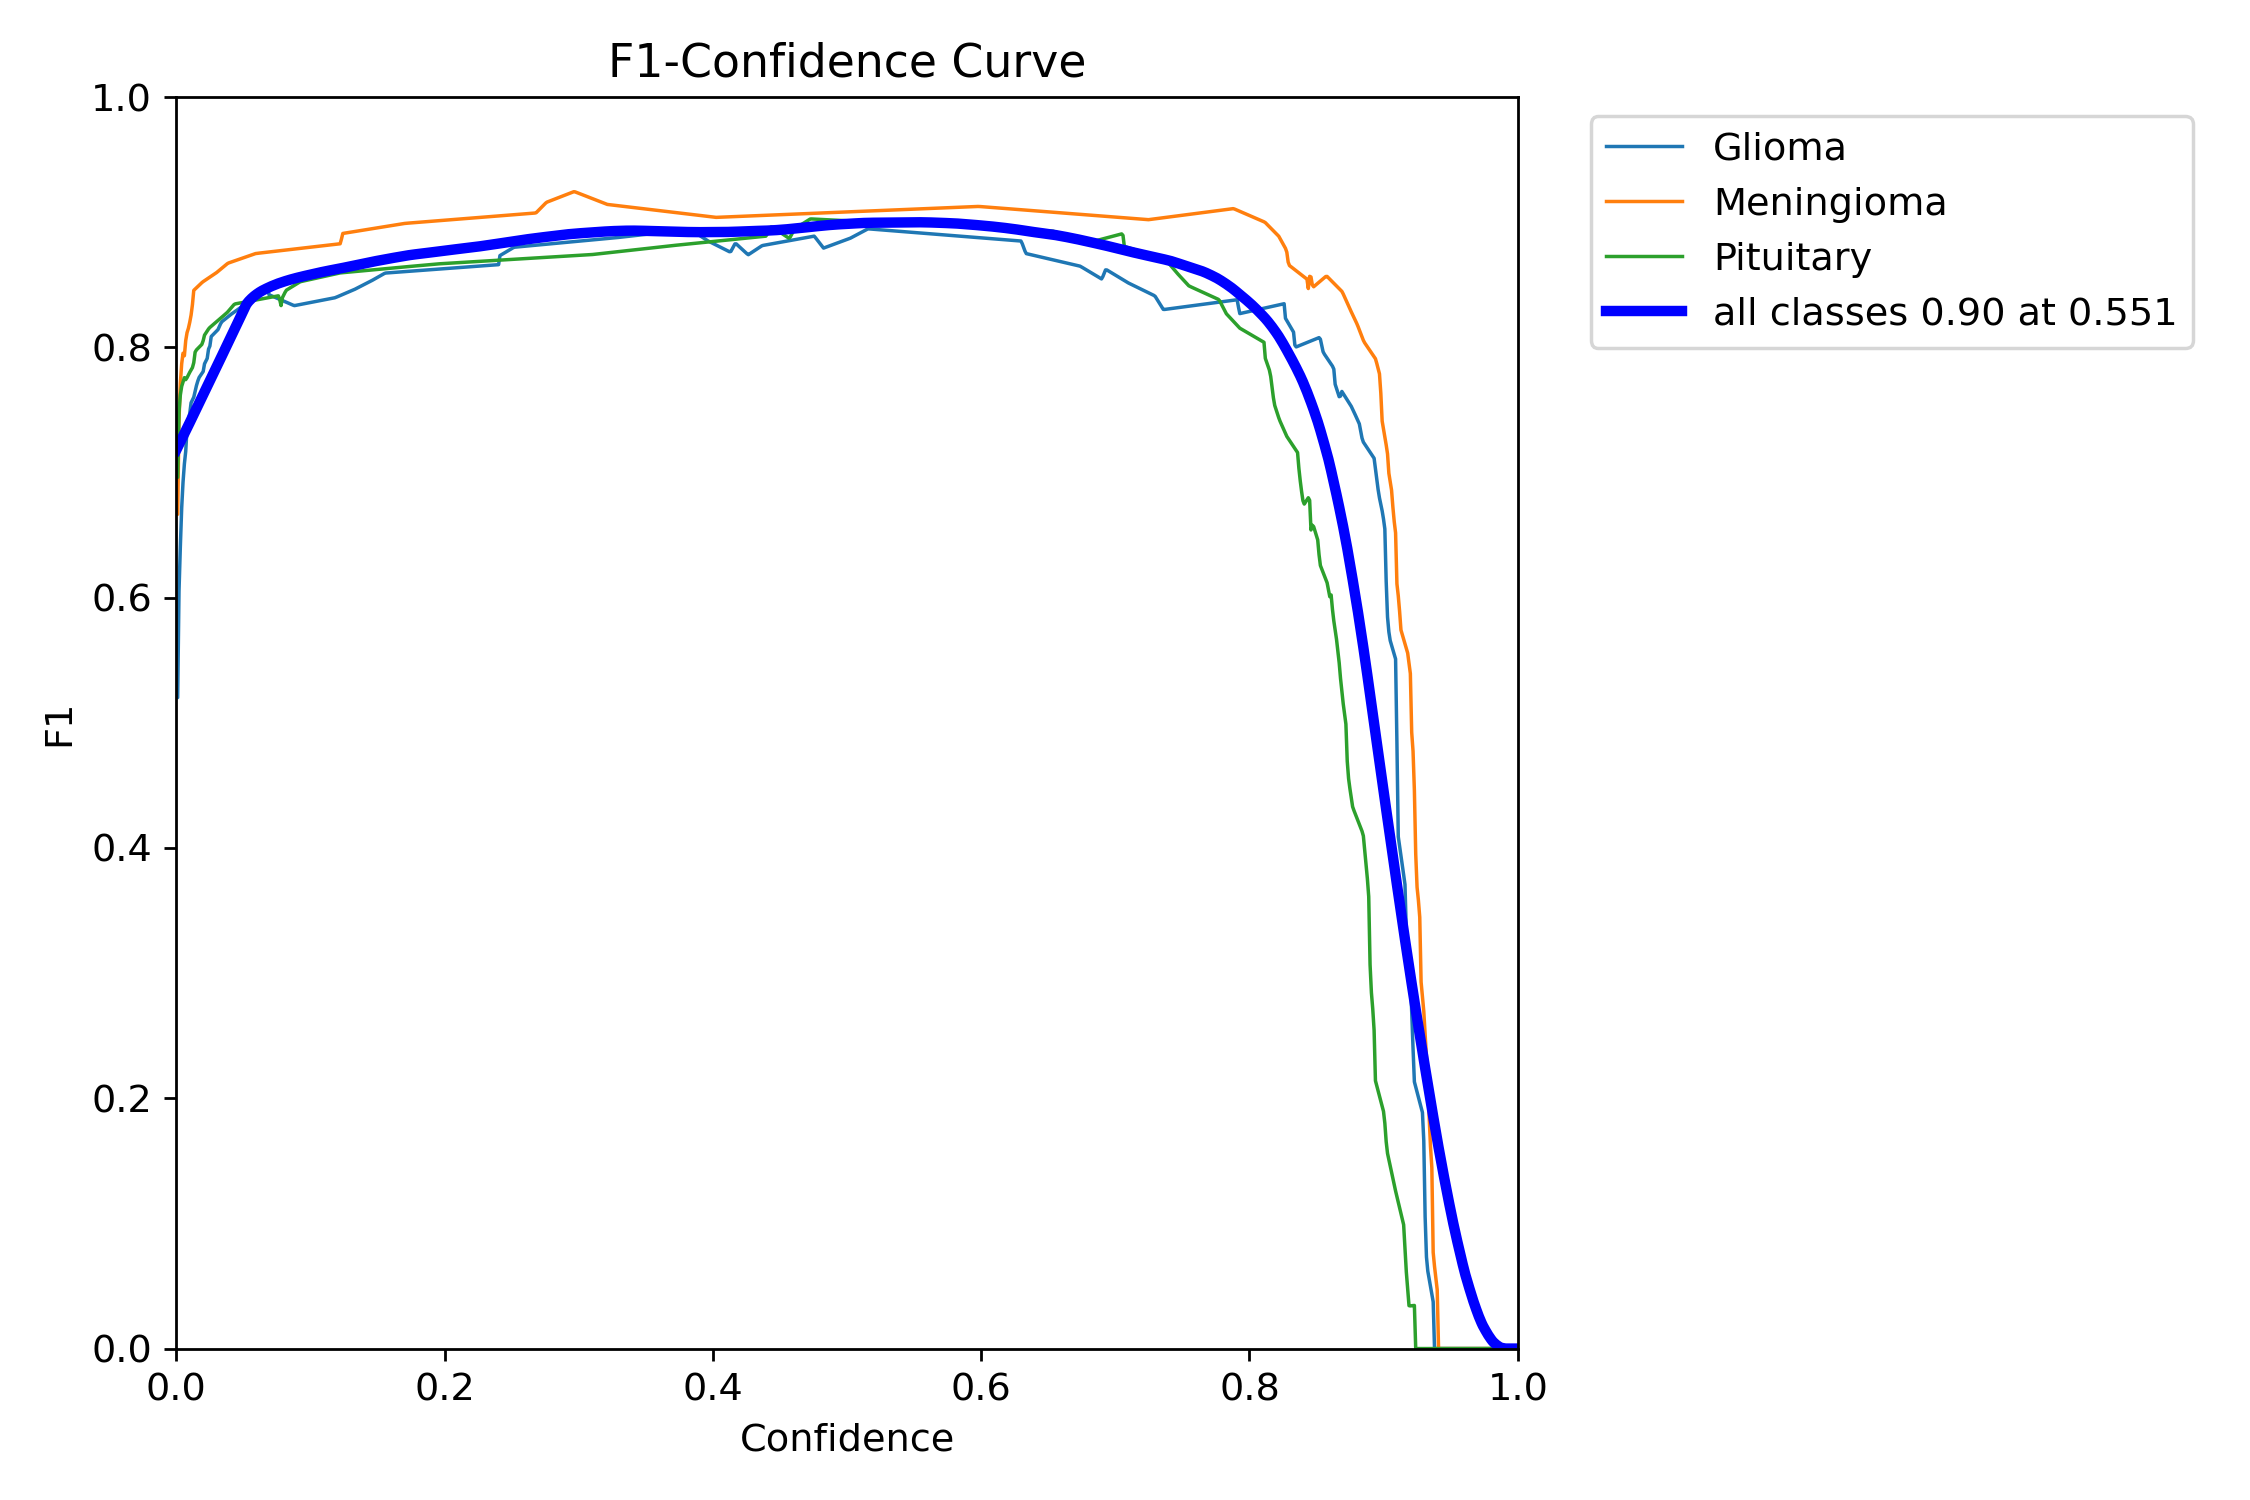 F1-Confidence Curve
1.0
0.8
0.6
0.4
0.2
0.0
F1
0.0 0.2 0.4 0.6 0.8 1.0
Confidence
Glioma
Meningioma
Pituitary
all classes 0.90 at 0.551